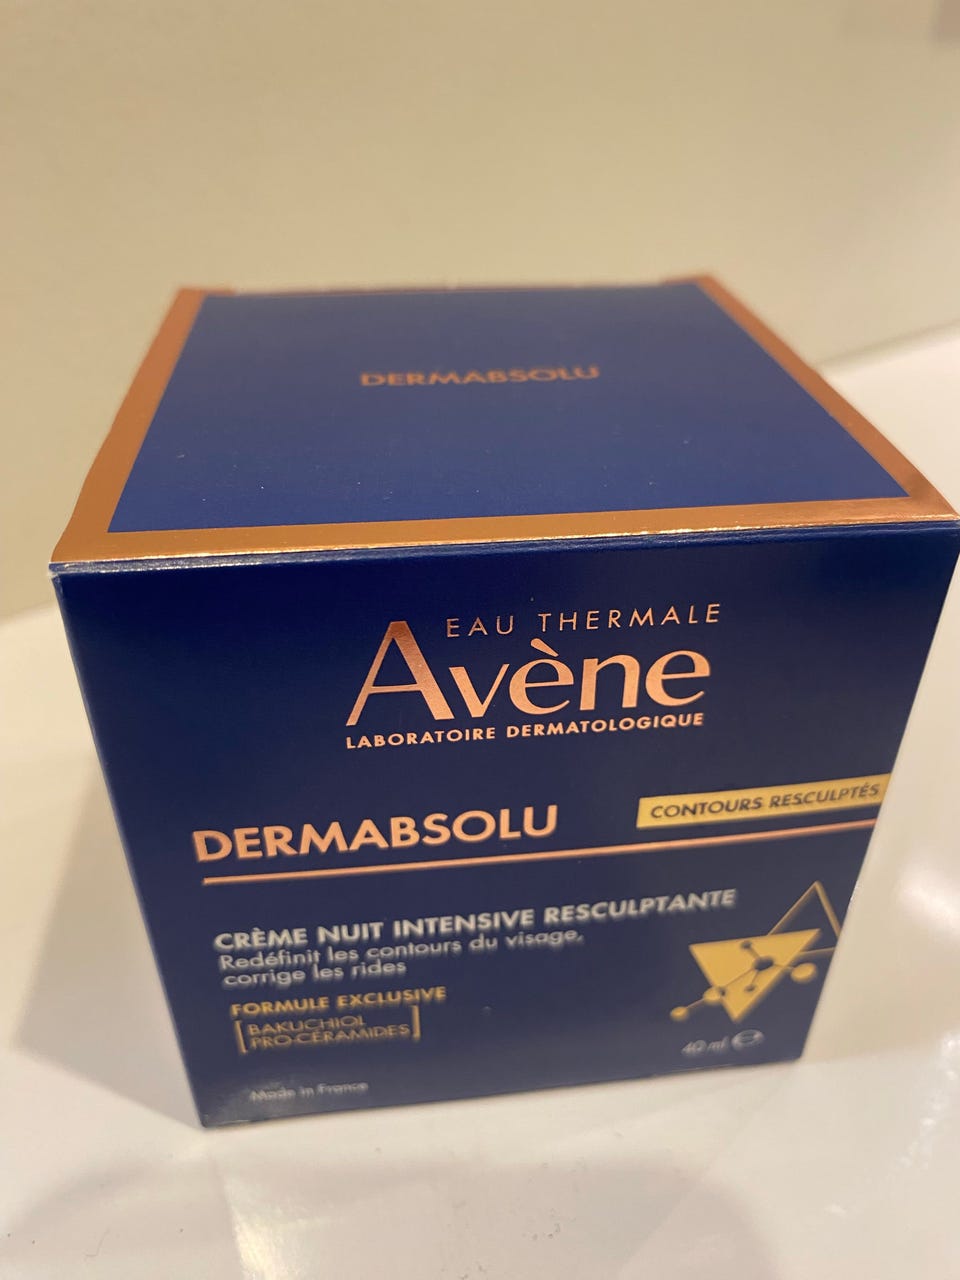 DERMABSOLU
EAU THERMALE
Avène
LABORATOIRE DERMATOLOGIQUE
DERMABSOLU
CONTOURS RESCULPTÉS
CRÈME NUIT INTENSIVE RESCULPTANTE
Redéfinit les contours du visage,
corrige les rides
FORMULE EXCLUSIVE
[BAKUCHIOL
PRO-CÉRAMIDES]
40 ml ℮
Made in France